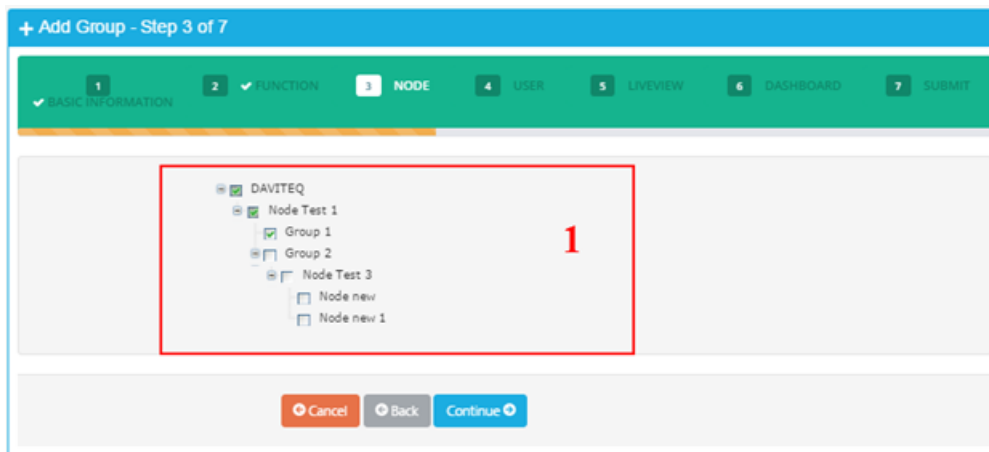 + Add Group - Step 3 of 7
1 ✔ BASIC INFORMATION
2 ✔ FUNCTION
3 NODE
4 USER
5 LIVEVIEW
6 DASHBOARD
7 SUBMIT
DAVITEQ
Node Test 1
Group 1
1
Group 2
Node Test 3
Node new
Node new 1
Cancel
Back
Continue